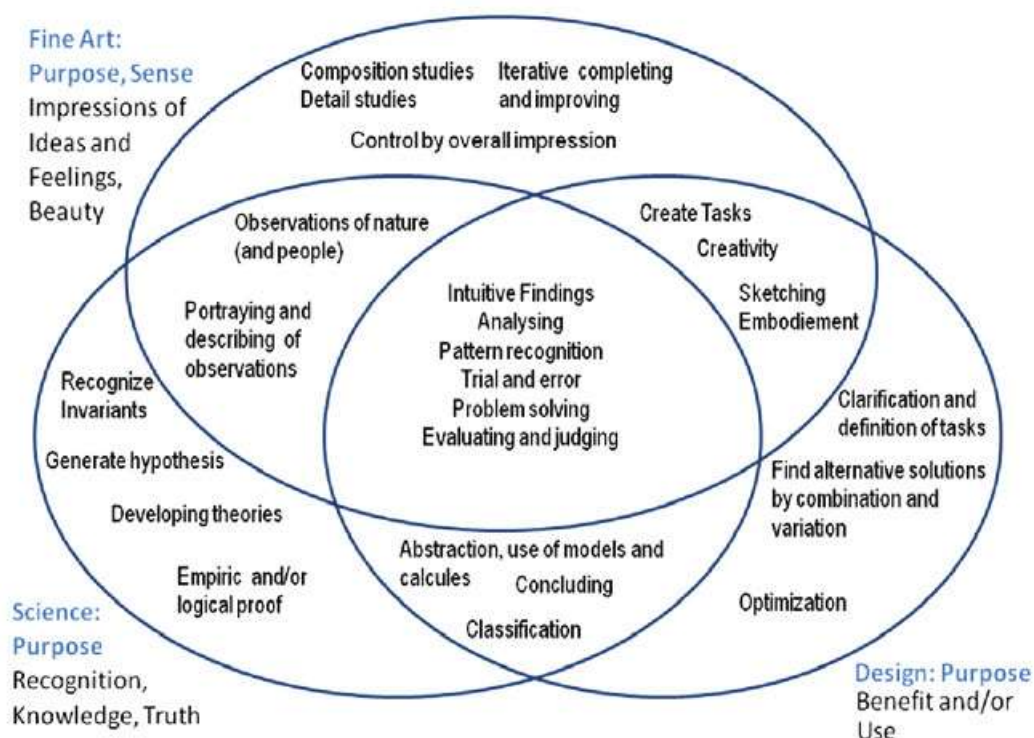 Fine Art:
Purpose, Sense
Impressions of
Ideas and
Feelings,
Beauty
Composition studies
Detail studies
Iterative completing
and improving
Control by overall impression
Observations of nature
(and people)
Create Tasks
Creativity
Portraying and
describing of
observations
Intuitive Findings
Analysing
Pattern recognition
Trial and error
Problem solving
Evaluating and judging
Sketching
Embodiement
Recognize
Invariants
Generate hypothesis
Developing theories
Empiric and/or
logical proof
Clarification and
definition of tasks
Find alternative solutions
by combination and
variation
Optimization
Abstraction, use of models and
calcules
Concluding
Classification
Science:
Purpose
Recognition,
Knowledge, Truth
Design: Purpose
Benefit and/or
Use